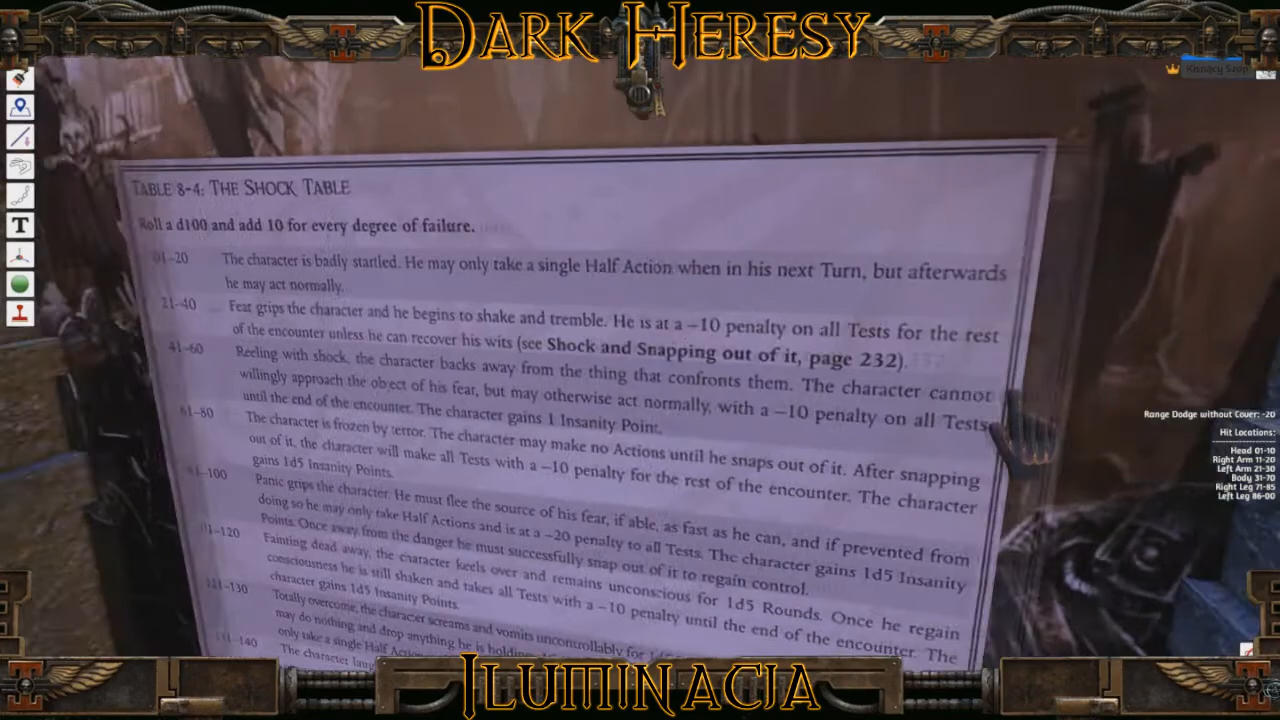 DARK HERESY
Kisnacy Szop
TABLE 8-4: THE SHOCK TABLE
Roll a d100 and add 10 for every degree of failure.
01–20 The character is badly startled. He may only take a single Half Action when in his next Turn, but afterwards
he may act normally.
21–40 Fear grips the character and he begins to shake and tremble. He is at a –10 penalty on all Tests for the rest
of the encounter unless he can recover his wits (see Shock and Snapping out of it, page 232).
41–60 Reeling with shock, the character backs away from the thing that confronts them. The character cannot
willingly approach the object of his fear, but may otherwise act normally, with a –10 penalty on all Tests
until the end of the encounter. The character gains 1 Insanity Point.
61–80 The character is frozen by terror. The character may make no Actions until he snaps out of it. After snapping
out of it, the character will make all Tests with a –10 penalty for the rest of the encounter. The character
gains 1d5 Insanity Points.
81–100 Panic grips the character. He must flee the source of his fear, if able, as fast as he can, and if prevented from
doing so he may only take Half Actions and is at a –20 penalty to all Tests. The character gains 1d5 Insanity
Points. Once away from the danger he must successfully snap out of it to regain control.
01–120 Fainting dead away, the character keels over and remains unconscious for 1d5 Rounds. Once he regain
consciousness he is still shaken and takes all Tests with a –10 penalty until the end of the encounter. The
character gains 1d5 Insanity Points.
121–130 Totally overcome, the character screams and vomits uncontrollably for
may do nothing and drop anything he is holding
only take a single Half Action
131–140 The character laug
Range Dodge without Cover: -20
Hit Locations:
Head 01-10
Right Arm 11-20
Left Arm 21-30
Body 31-70
Right Leg 71-85
Left Leg 86-00
ILUMINACJA